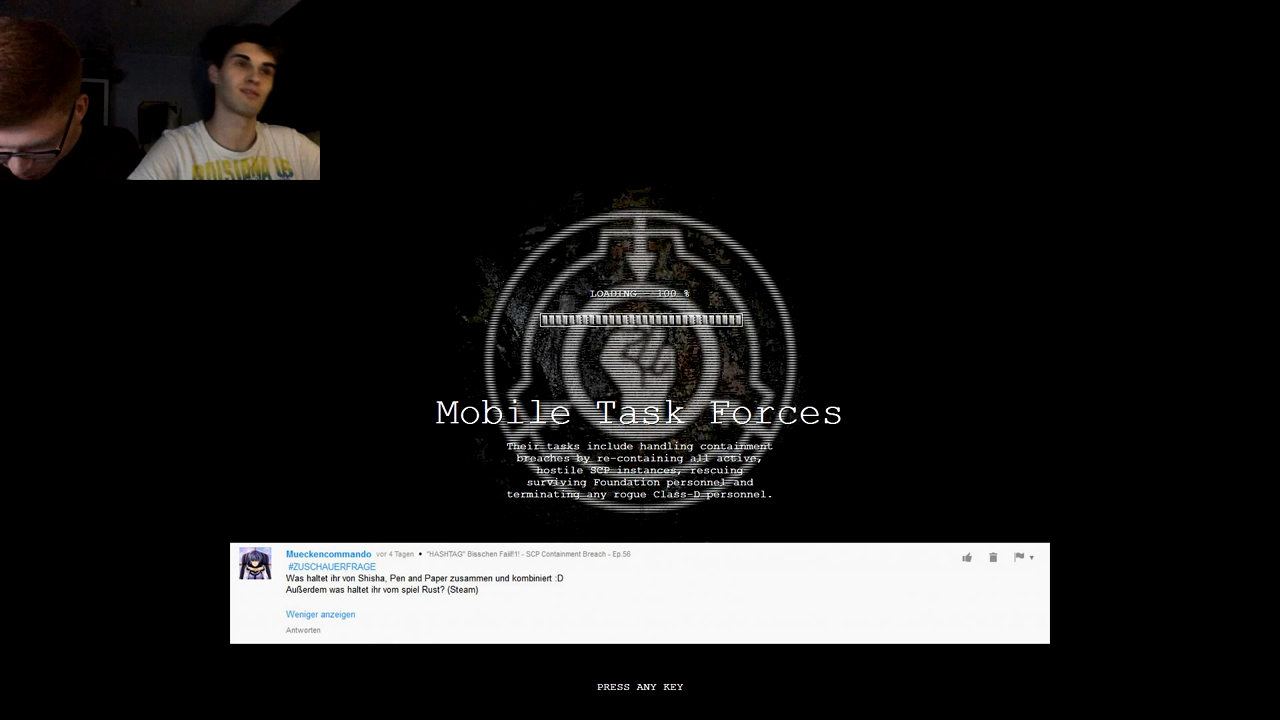 LOADING - 100 %
Mobile Task Forces
Their tasks include handling containment
breaches by re-containing all active,
hostile SCP instances, rescuing
surviving Foundation personnel and
terminating any rogue Class-D personnel.
Mueckencommando vor 4 Tagen • "HASHTAG" Bisschen Fail!!1! - SCP Containment Breach - Ep.56
#ZUSCHAUERFRAGE
Was haltet ihr von Shisha, Pen and Paper zusammen und kombiniert :D
Außerdem was haltet ihr vom spiel Rust? (Steam)
Weniger anzeigen
Antworten
PRESS ANY KEY